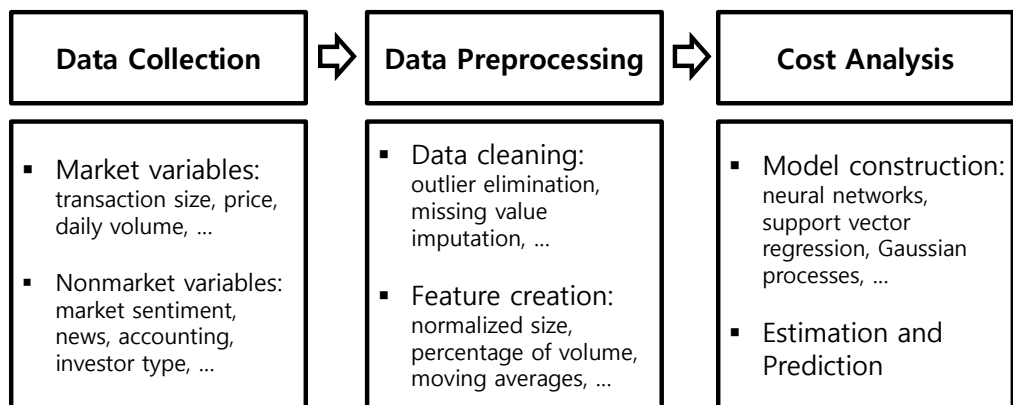 Data Collection
Data Preprocessing
Cost Analysis
▪ Market variables:
transaction size, price,
daily volume, ...
▪ Nonmarket variables:
market sentiment,
news, accounting,
investor type, ...
▪ Data cleaning:
outlier elimination,
missing value
imputation, ...
▪ Feature creation:
normalized size,
percentage of volume,
moving averages, ...
▪ Model construction:
neural networks,
support vector
regression, Gaussian
processes, ...
▪ Estimation and
Prediction